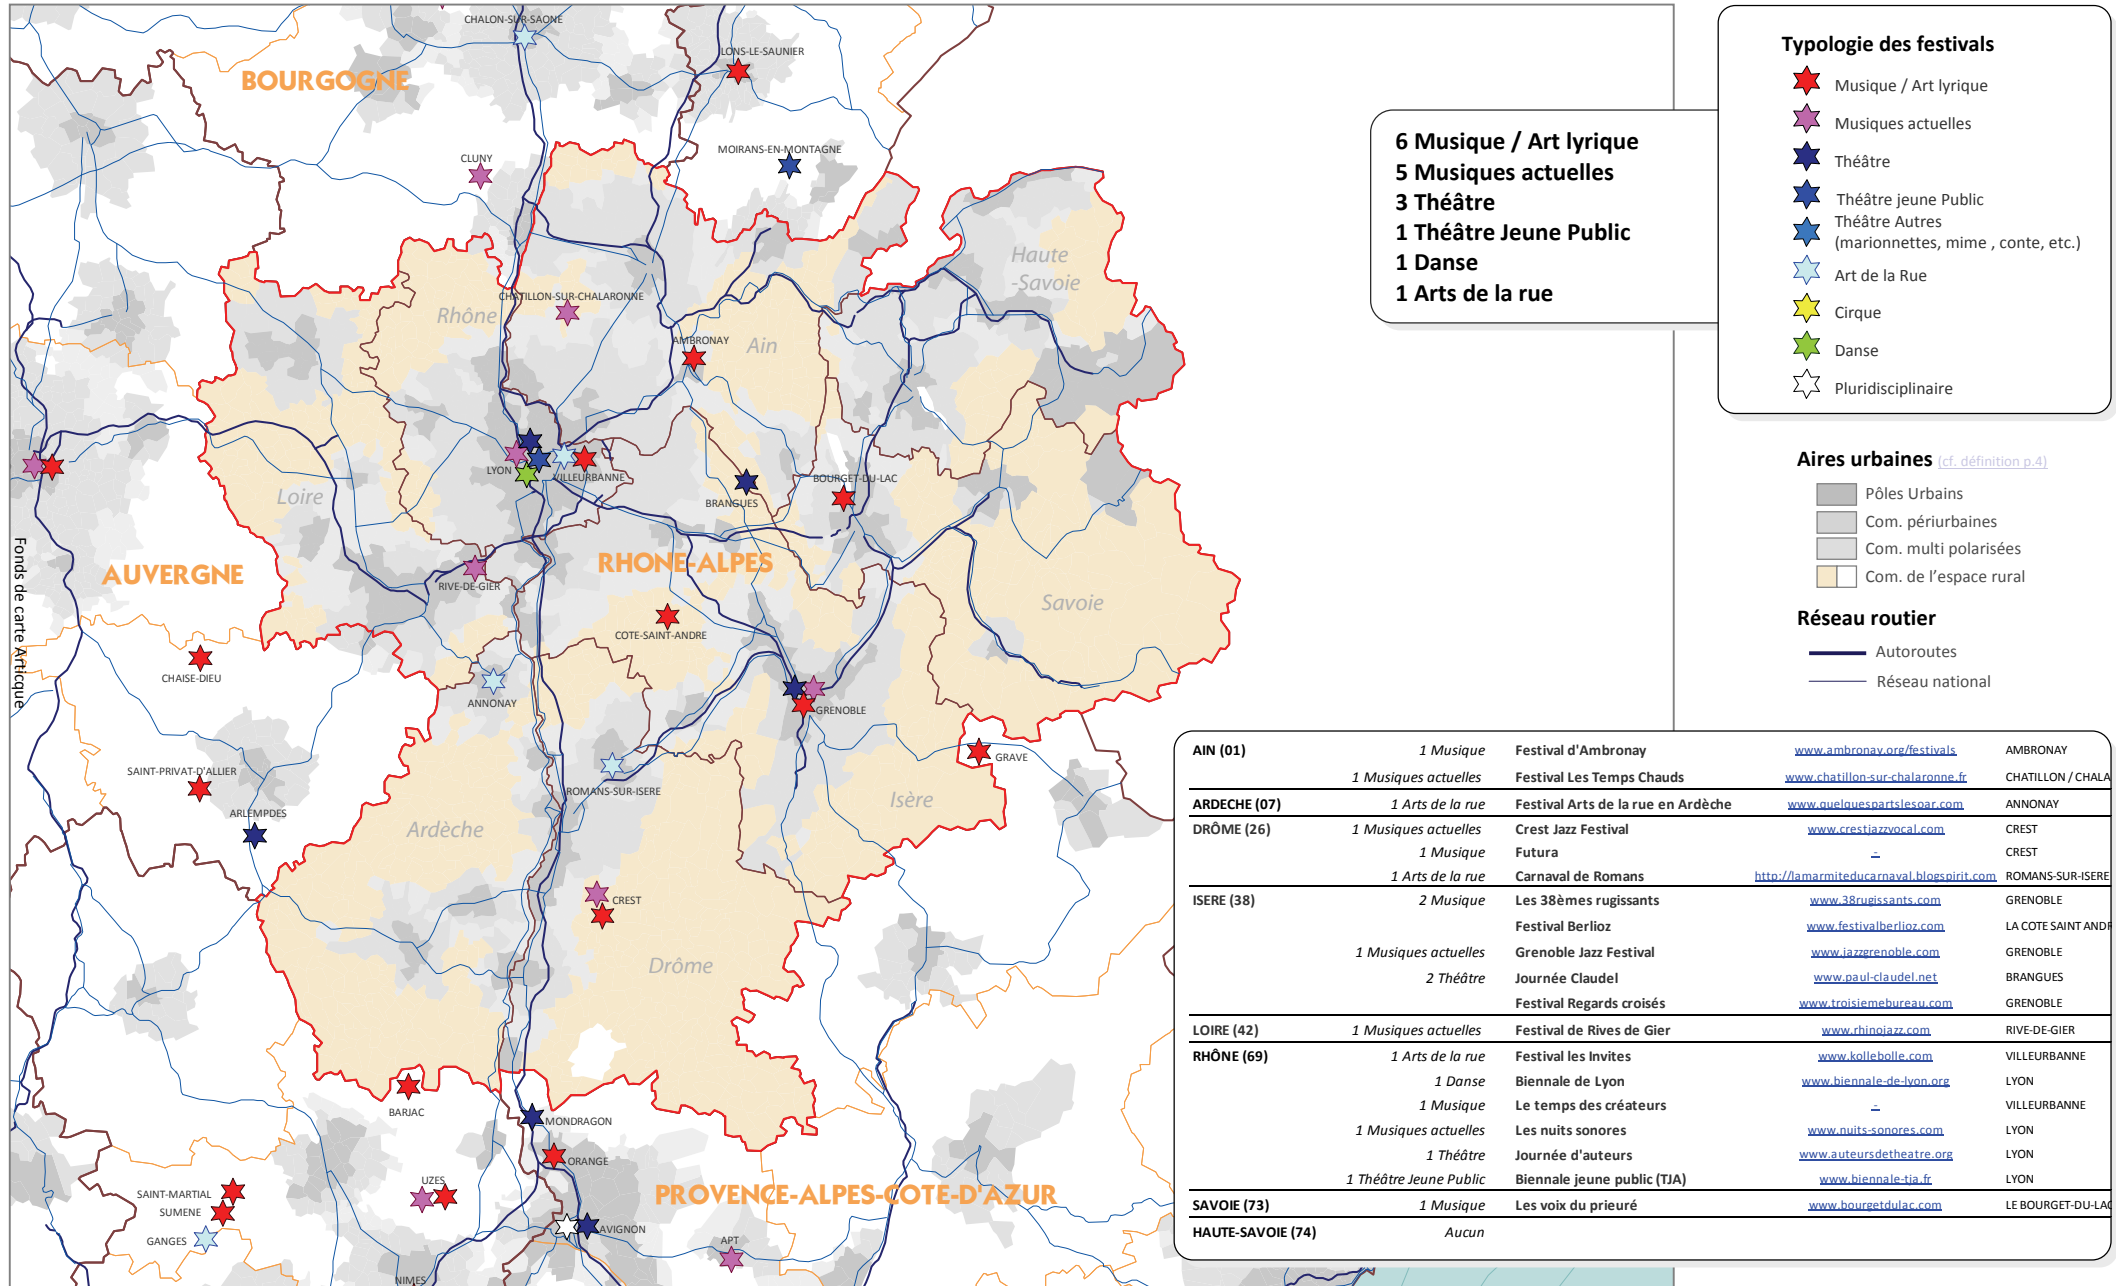 CHALON-SUR-SAONE
LONS-LE-SAUNIER
BOURGOGNE
CLUNY
MOIRANS-EN-MONTAGNE
Haute
-Savoie
Rhône
CHATILLON-SUR-CHALARONNE
AMBRONAY
Ain
LYON
VILLEURBANNE
BRANGUES
BOURGET-DU-LAC
Loire
AUVERGNE
RHONE-ALPES
RIVE-DE-GIER
Savoie
COTE-SAINT-ANDRE
CHAISE-DIEU
ANNONAY
GRENOBLE
GRAVE
SAINT-PRIVAT-D'ALLIER
ARLEMPDES
ROMANS-SUR-ISERE
Isère
Ardèche
CREST
Drôme
BARJAC
MONDRAGON
ORANGE
UZES
SAINT-MARTIAL
SUMENE
GANGES
PROVENCE-ALPES-COTE-D'AZUR
AVIGNON
APT
NIMES
Fonds de carte Articque
6 Musique / Art lyrique
5 Musiques actuelles
3 Théâtre
1 Théâtre Jeune Public
1 Danse
1 Arts de la rue
Typologie des festivals
Musique / Art lyrique
Musiques actuelles
Théâtre
Théâtre jeune Public
Théâtre Autres
(marionnettes, mime , conte, etc.)
Art de la Rue
Cirque
Danse
Pluridisciplinaire
Aires urbaines (cf. définition p.4)
Pôles Urbains
Com. périurbaines
Com. multi polarisées
Com. de l'espace rural
Réseau routier
Autoroutes
Réseau national
AIN (01) 1 Musique Festival d'Ambronay www.ambronay.org/festivals AMBRONAY
1 Musiques actuelles Festival Les Temps Chauds www.chatillon-sur-chalaronne.fr CHATILLON / CHALA
ARDECHE (07) 1 Arts de la rue Festival Arts de la rue en Ardèche www.quelquespartslesoar.com ANNONAY
DRÔME (26) 1 Musiques actuelles Crest Jazz Festival www.crestjazzvocal.com CREST
1 Musique Futura - CREST
1 Arts de la rue Carnaval de Romans http://lamarmiteducarnaval.blogspirit.com ROMANS-SUR-ISERE
ISERE (38) 2 Musique Les 38èmes rugissants www.38rugissants.com GRENOBLE
Festival Berlioz www.festivalberlioz.com LA COTE SAINT ANDR
1 Musiques actuelles Grenoble Jazz Festival www.jazzgrenoble.com GRENOBLE
2 Théâtre Journée Claudel www.paul-claudel.net BRANGUES
Festival Regards croisés www.troisiemebureau.com GRENOBLE
LOIRE (42) 1 Musiques actuelles Festival de Rives de Gier www.rhinojazz.com RIVE-DE-GIER
RHÔNE (69) 1 Arts de la rue Festival les Invites www.kollebolle.com VILLEURBANNE
1 Danse Biennale de Lyon www.biennale-de-lyon.org LYON
1 Musique Le temps des créateurs - VILLEURBANNE
1 Musiques actuelles Les nuits sonores www.nuits-sonores.com LYON
1 Théâtre Journée d'auteurs www.auteursdetheatre.org LYON
1 Théâtre Jeune Public Biennale jeune public (TJA) www.biennale-tja.fr LYON
SAVOIE (73) 1 Musique Les voix du prieuré www.bourgetdulac.com LE BOURGET-DU-LAC
HAUTE-SAVOIE (74) Aucun